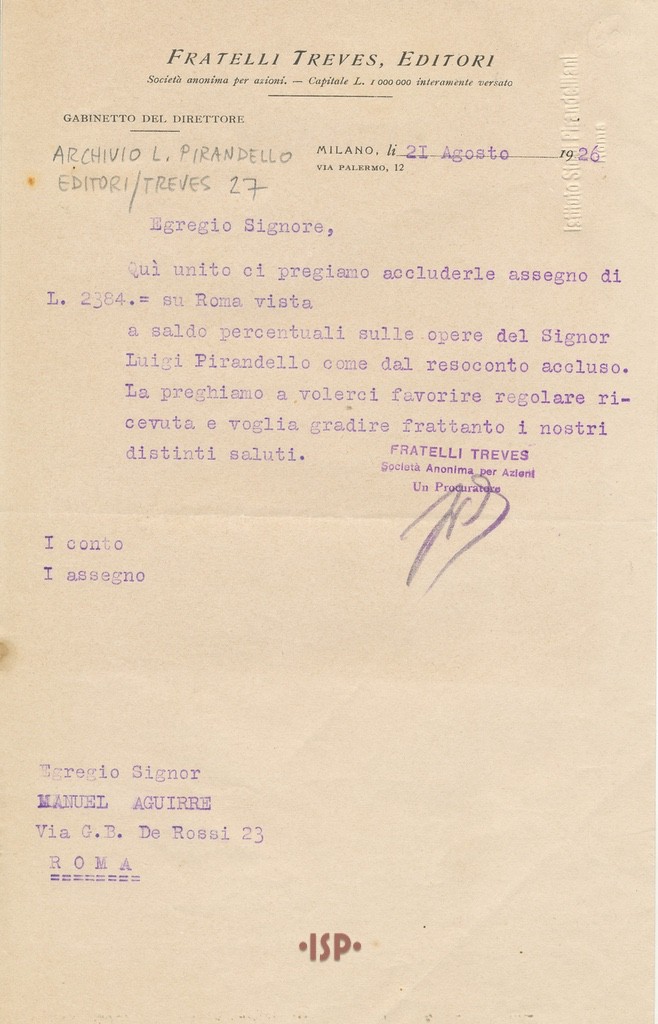 FRATELLI TREVES, EDITORI
Società anonima per azioni. — Capitale L. 1 000 000 interamente versato
GABINETTO DEL DIRETTORE
ARCHIVIO L. PIRANDELLO
EDITORI/TREVES 27
MILANO, li 21 Agosto 1926
VIA PALERMO, 12
Egregio Signore,
Quì unito ci pregiamo accluderle assegno di
L. 2384.= su Roma vista
a saldo percentuali sulle opere del Signor
Luigi Pirandello come dal resoconto accluso.
La preghiamo a volerci favorire regolare ri-
cevuta e voglia gradire frattanto i nostri
distinti saluti.
FRATELLI TREVES
Società Anonima per Azioni
Un Procuratore
I conto
I assegno
Egregio Signor
MANUEL AGUIRRE
Via G.B. De Rossi 23
R O M A
========
•ISP•